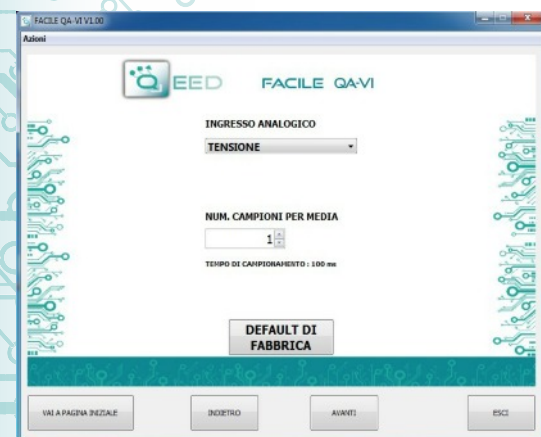 FACILE QA-VI V1.00
Azioni
QEED FACILE QA-VI
INGRESSO ANALOGICO
TENSIONE
NUM. CAMPIONI PER MEDIA
1
TEMPO DI CAMPIONAMENTO : 100 ms
DEFAULT DI
FABBRICA
VAI A PAGINA INIZIALE INDIETRO AVANTI ESCI